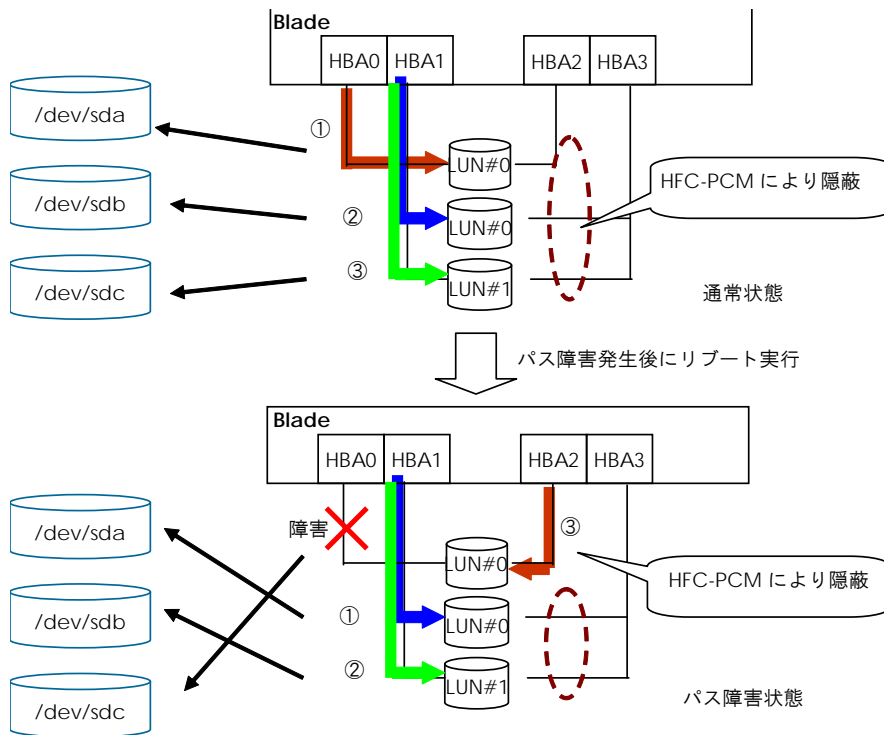 Blade
HBA0 HBA1 HBA2 HBA3
/dev/sda
①
LUN#0
HFC-PCM により隠蔽
/dev/sdb
②
LUN#0
/dev/sdc
③
LUN#1
通常状態
パス障害発生後にリブート実行
Blade
HBA0 HBA1 HBA2 HBA3
/dev/sda
障害
③
LUN#0
HFC-PCM により隠蔽
/dev/sdb
①
LUN#0
②
LUN#1
/dev/sdc
パス障害状態